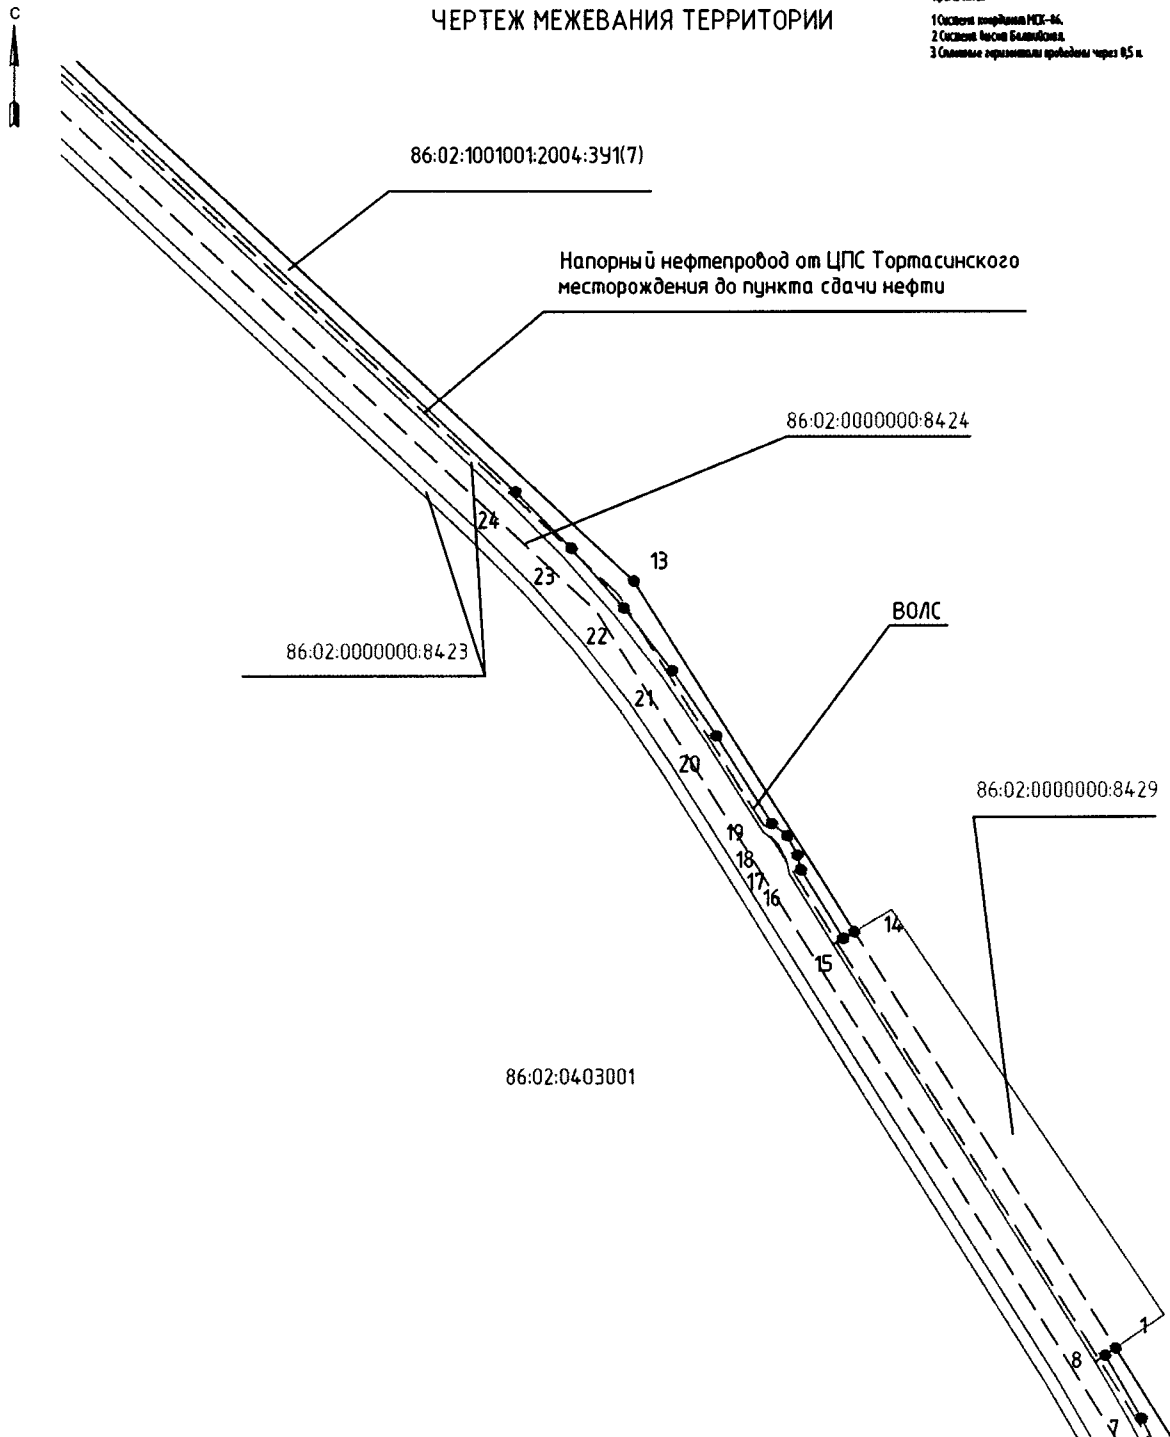 С
ЧЕРТЕЖ МЕЖЕВАНИЯ ТЕРРИТОРИИ
1 Система координат МСК-86.
2 Система высот Балтийская.
3 Сплошные горизонтали проведены через 0,5 м.
86:02:1001001:2004:ЗУ1(7)
Напорный нефтепровод от ЦПС Тортасинского
месторождения до пункта сдачи нефти
86:02:0000000:8424
24
13
23
ВОЛС
22
86:02:0000000:8423
21
20
86:02:0000000:8429
19
18
17
16
14
15
86:02:0403001
1
8
7